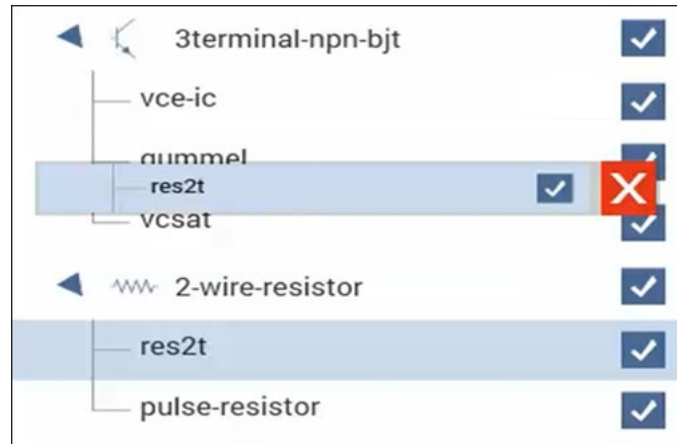 3terminal-npn-bjt
vce-ic
gummel
res2t
vcsat
2-wire-resistor
res2t
pulse-resistor